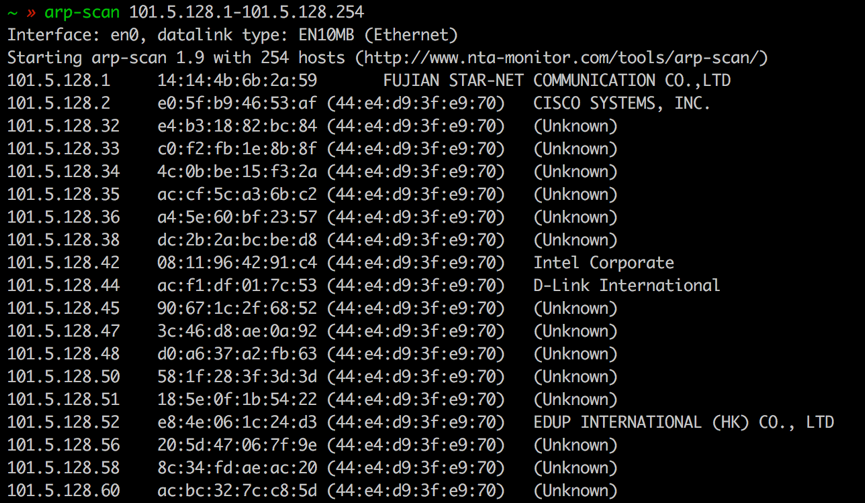 ~ » arp-scan 101.5.128.1-101.5.128.254
Interface: en0, datalink type: EN10MB (Ethernet)
Starting arp-scan 1.9 with 254 hosts (http://www.nta-monitor.com/tools/arp-scan/)
101.5.128.1 14:14:4b:6b:2a:59 FUJIAN STAR-NET COMMUNICATION CO.,LTD
101.5.128.2 e0:5f:b9:46:53:af (44:e4:d9:3f:e9:70) CISCO SYSTEMS, INC.
101.5.128.32 e4:b3:18:82:bc:84 (44:e4:d9:3f:e9:70) (Unknown)
101.5.128.33 c0:f2:fb:1e:8b:8f (44:e4:d9:3f:e9:70) (Unknown)
101.5.128.34 4c:0b:be:15:f3:2a (44:e4:d9:3f:e9:70) (Unknown)
101.5.128.35 ac:cf:5c:a3:6b:c2 (44:e4:d9:3f:e9:70) (Unknown)
101.5.128.36 a4:5e:60:bf:23:57 (44:e4:d9:3f:e9:70) (Unknown)
101.5.128.38 dc:2b:2a:bc:be:d8 (44:e4:d9:3f:e9:70) (Unknown)
101.5.128.42 08:11:96:42:91:c4 (44:e4:d9:3f:e9:70) Intel Corporate
101.5.128.44 ac:f1:df:01:7c:53 (44:e4:d9:3f:e9:70) D-Link International
101.5.128.45 90:67:1c:2f:68:52 (44:e4:d9:3f:e9:70) (Unknown)
101.5.128.47 3c:46:d8:ae:0a:92 (44:e4:d9:3f:e9:70) (Unknown)
101.5.128.48 d0:a6:37:a2:fb:63 (44:e4:d9:3f:e9:70) (Unknown)
101.5.128.50 58:1f:28:3f:3d:3d (44:e4:d9:3f:e9:70) (Unknown)
101.5.128.51 18:5e:0f:1b:54:22 (44:e4:d9:3f:e9:70) (Unknown)
101.5.128.52 e8:4e:06:1c:24:d3 (44:e4:d9:3f:e9:70) EDUP INTERNATIONAL (HK) CO., LTD
101.5.128.56 20:5d:47:06:7f:9e (44:e4:d9:3f:e9:70) (Unknown)
101.5.128.58 8c:34:fd:ae:ac:20 (44:e4:d9:3f:e9:70) (Unknown)
101.5.128.60 ac:bc:32:7c:c8:5d (44:e4:d9:3f:e9:70) (Unknown)